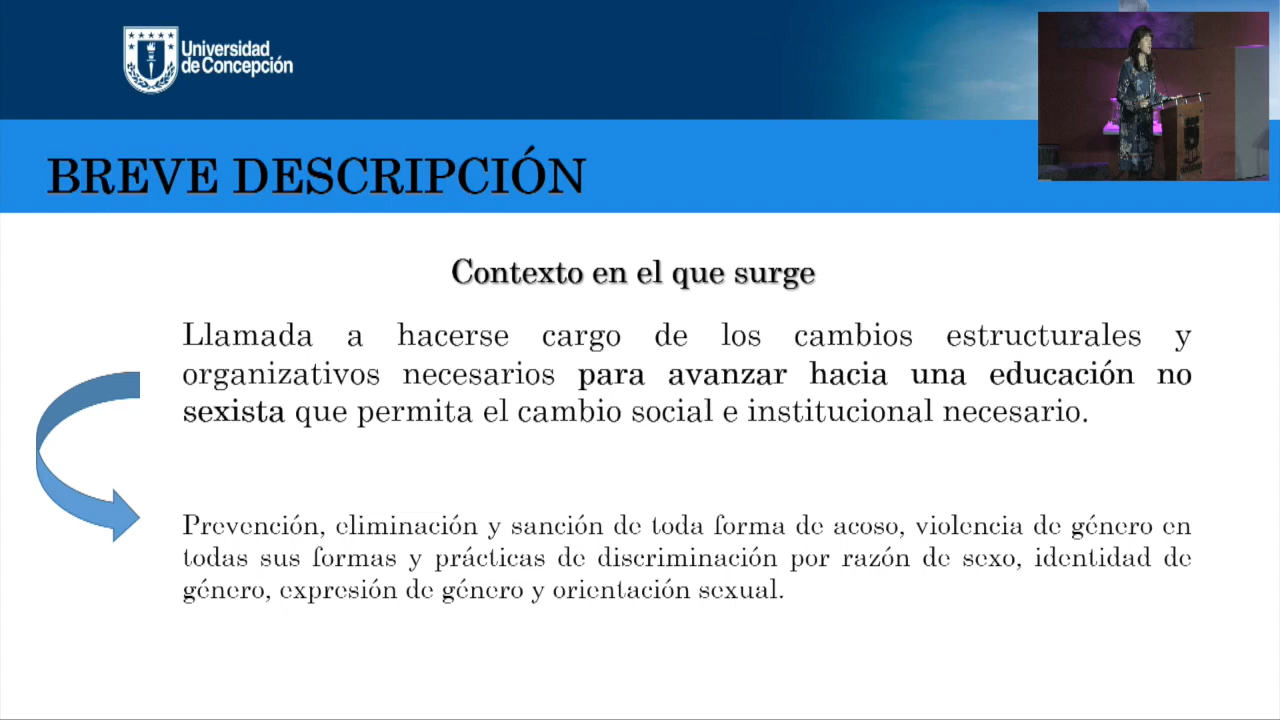 Universidad
de Concepción
BREVE DESCRIPCIÓN
Contexto en el que surge
Llamada a hacerse cargo de los cambios estructurales y
organizativos necesarios para avanzar hacia una educación no
sexista que permita el cambio social e institucional necesario.
Prevención, eliminación y sanción de toda forma de acoso, violencia de género en
todas sus formas y prácticas de discriminación por razón de sexo, identidad de
género, expresión de género y orientación sexual.